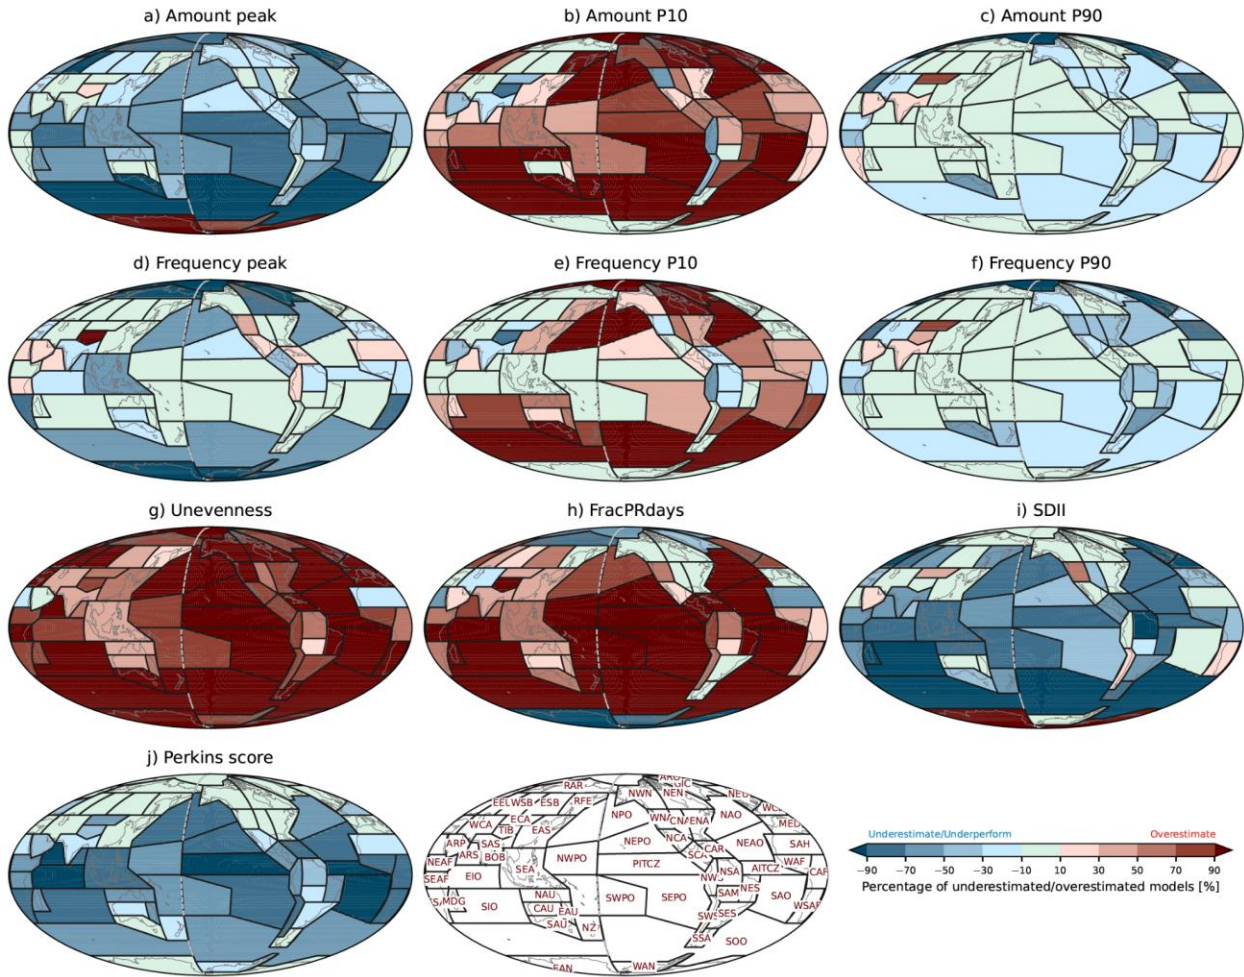 a) Amount peak
b) Amount P10
c) Amount P90
d) Frequency peak
e) Frequency P10
f) Frequency P90
g) Unevenness
h) FracPRdays
i) SDII
j) Perkins score
RAR
NWN NEN GIC
WSB ESB RFE
ECA
WCA
TIB EAS
ARP SAS
ARS BOB
NEAF
SEAF EIO
SEA
MDG SIO
NAU
CAU EAU
SAU NZ
EAN WAN
NPO
NEPO
NWPO
PITCZ
SWPO SEPO
WNA CNA ENA
NCA
SCA CAR
NAO
NEAO
MED
SAH
WAF
CAF
AITCZ
NWS NSA
SAM NES
SAO WSAF
SWS SES
SSA
SOO
Underestimate/Underperform Overestimate
−90 −70 −50 −30 −10 10 30 50 70 90
Percentage of underestimated/overestimated models [%]